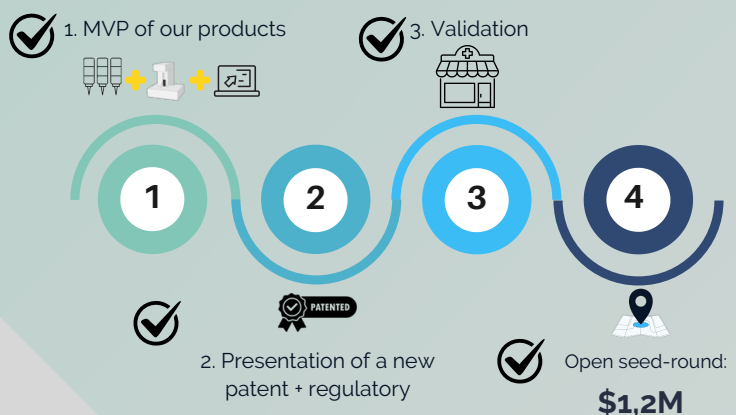 1. MVP of our products
3. Validation
1
2
3
4
PATENTED
2. Presentation of a new
patent + regulatory
Open seed-round:
$1,2M